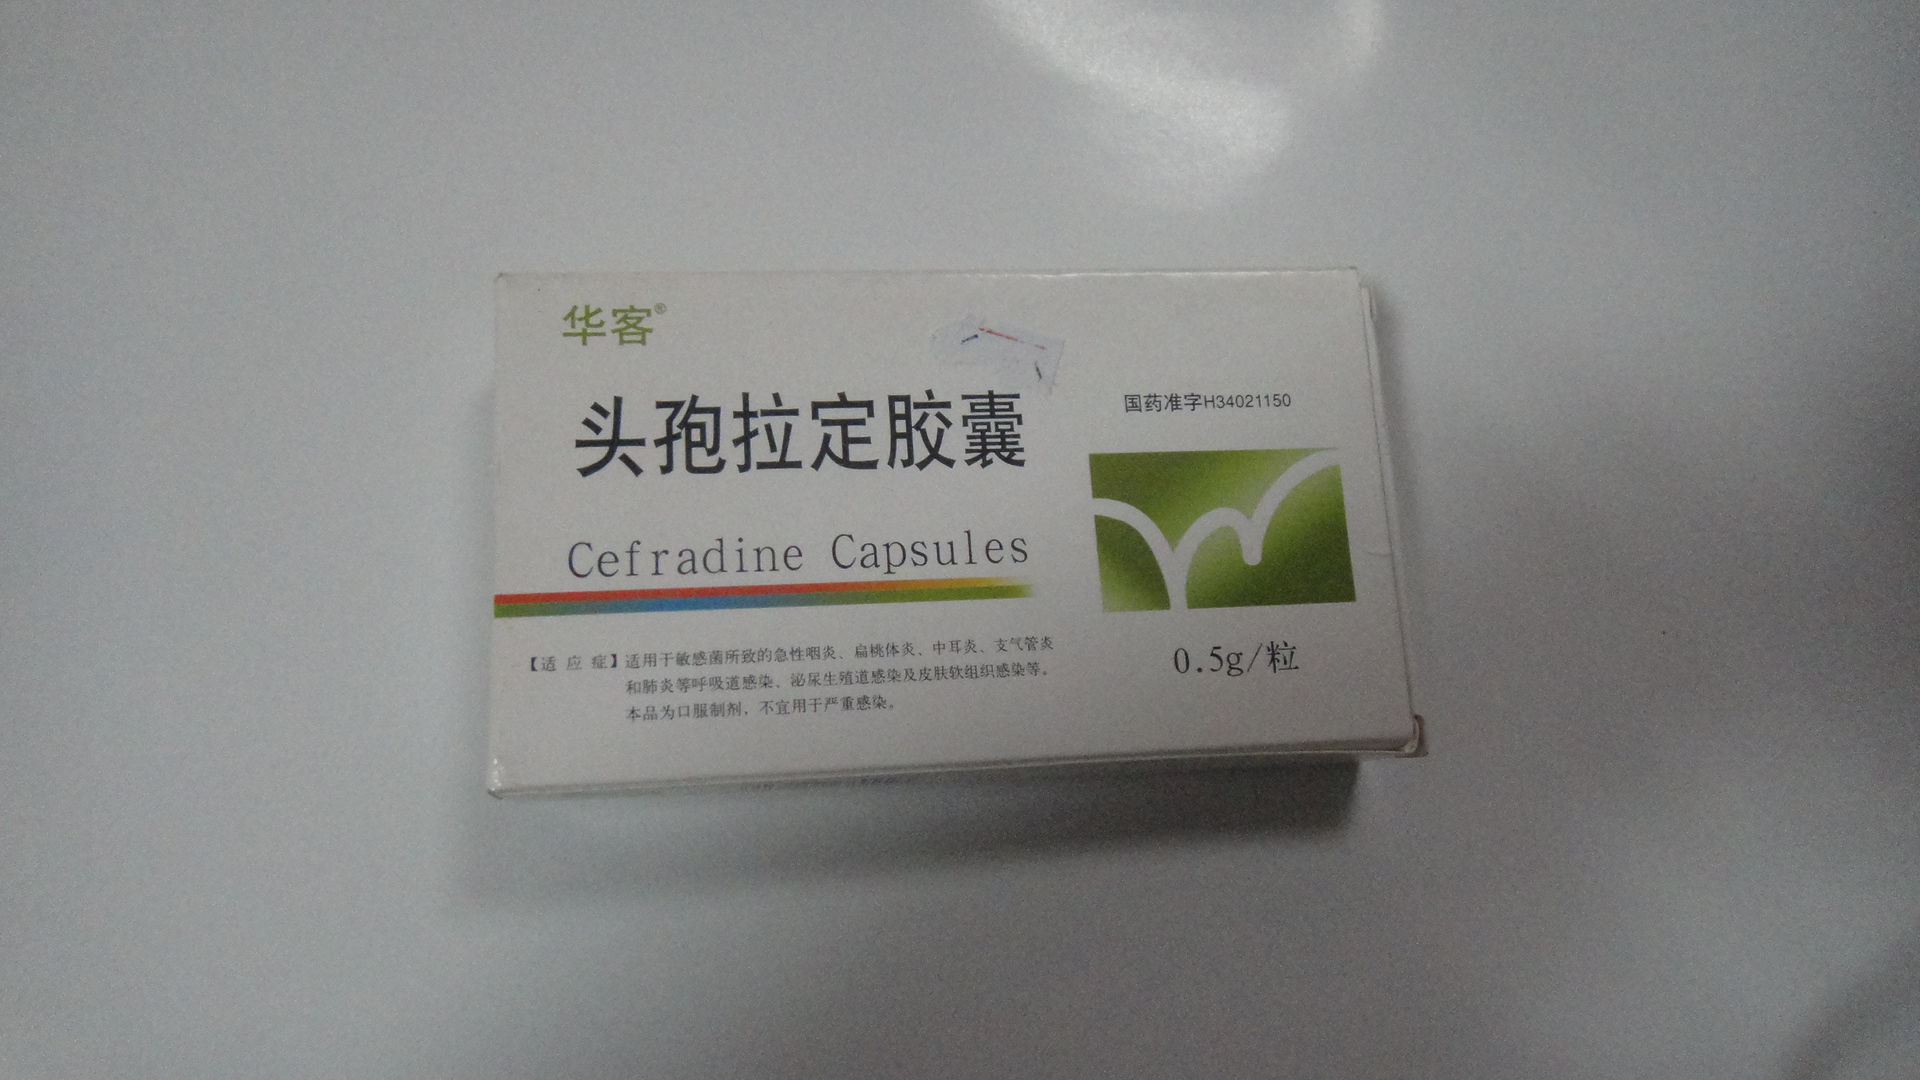 华客®
头孢拉定胶囊
国药准字H34021150
Cefradine Capsules
【适 应 症】适用于敏感菌所致的急性咽炎、扁桃体炎、中耳炎、支气管炎
和肺炎等呼吸道感染、泌尿生殖道感染及皮肤软组织感染等。
本品为口服制剂，不宜用于严重感染。
0.5g/粒